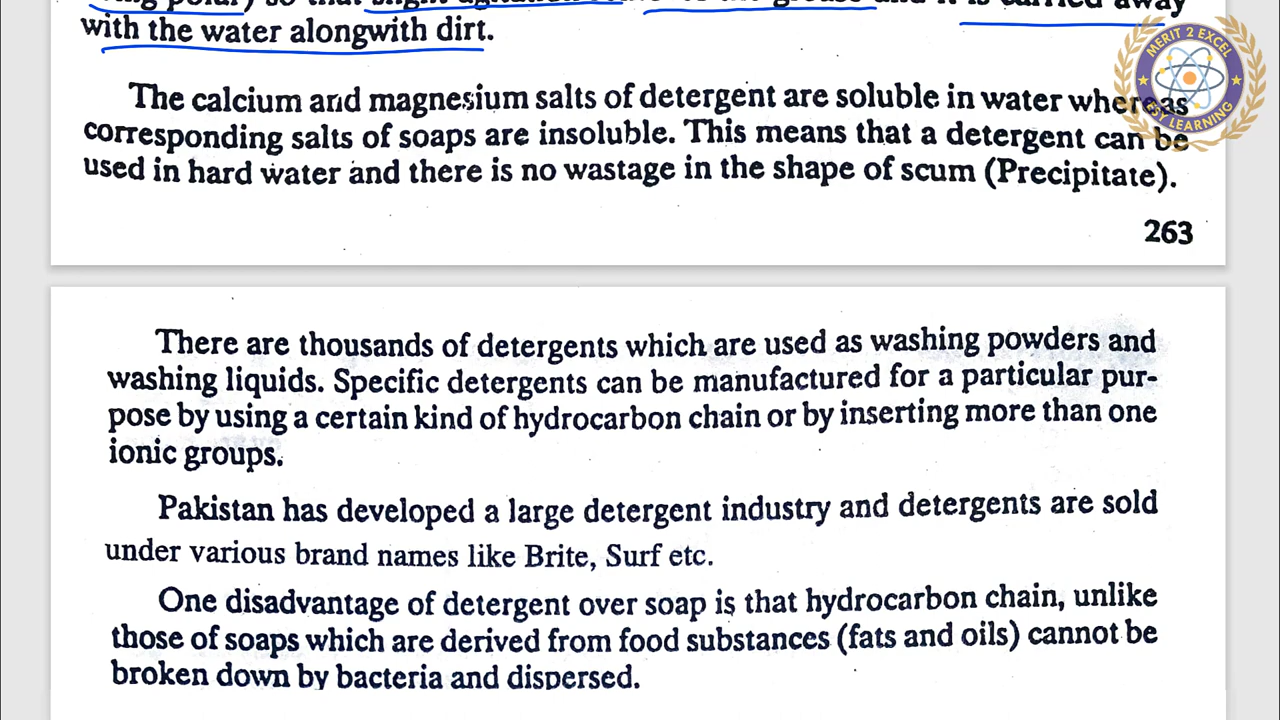 with the water alongwith dirt.
The calcium and magnesium salts of detergent are soluble in water whereas
corresponding salts of soaps are insoluble. This means that a detergent can be
used in hard water and there is no wastage in the shape of scum (Precipitate).
263
There are thousands of detergents which are used as washing powders and
washing liquids. Specific detergents can be manufactured for a particular pur-
pose by using a certain kind of hydrocarbon chain or by inserting more than one
ionic groups.
Pakistan has developed a large detergent industry and detergents are sold
under various brand names like Brite, Surf etc.
One disadvantage of detergent over soap is that hydrocarbon chain, unlike
those of soaps which are derived from food substances (fats and oils) cannot be
broken down by bacteria and dispersed.
MERIT 2 EXCEL
ESY LEARNING